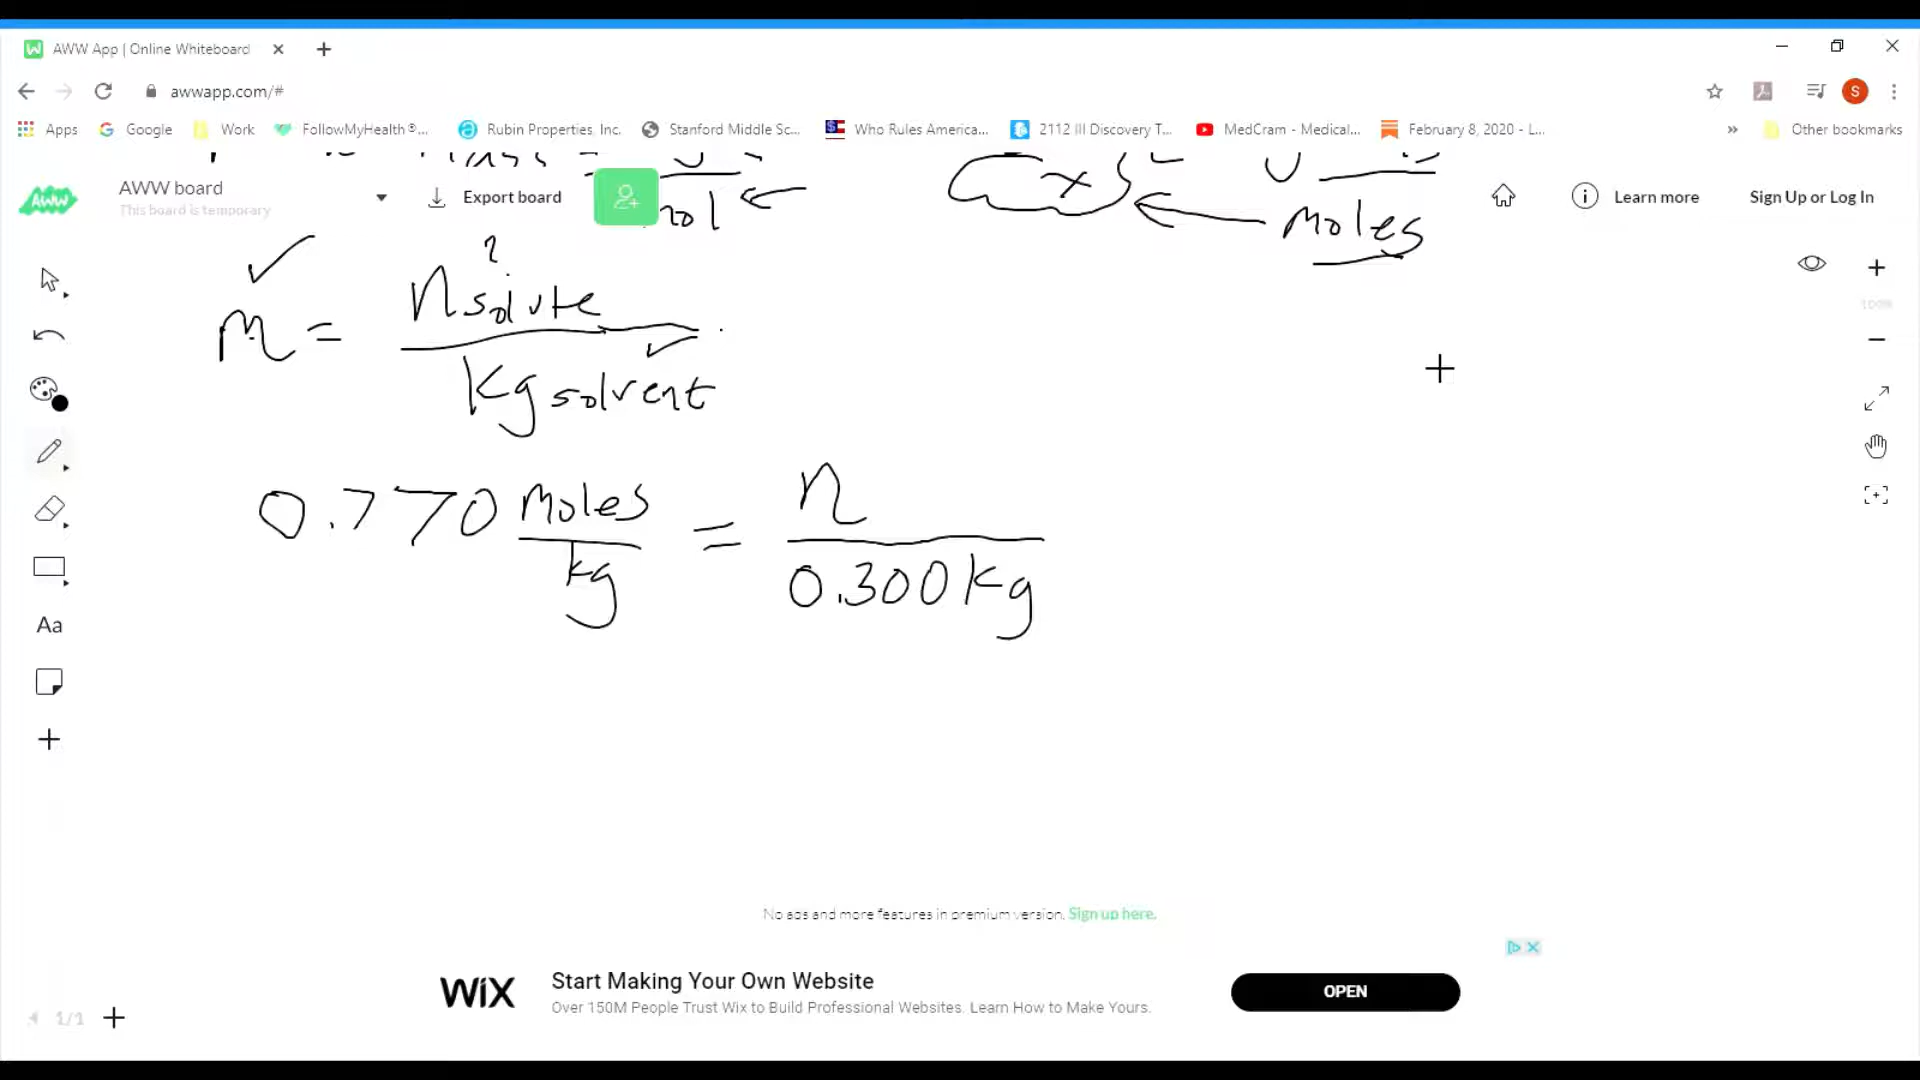 AWW App | Online Whiteboard
awwapp.com/#
Apps Google Work FollowMyHealth®... Rubin Properties, Inc. Stanford Middle Sc... Who Rules America... 2112 III Discovery T... MedCram - Medical... February 8, 2020 - L... » Other bookmarks
AWW
AWW board
This board is temporary
Export board
Learn more
Sign Up or Log In
moles
?
m = n solute
kg solvent
100%
0.770 moles = n
kg 0.300 kg
Aa
No ads and more features in premium version. Sign up here.
WiX
Start Making Your Own Website
Over 150M People Trust Wix to Build Professional Websites. Learn How to Make Yours.
OPEN
1/1